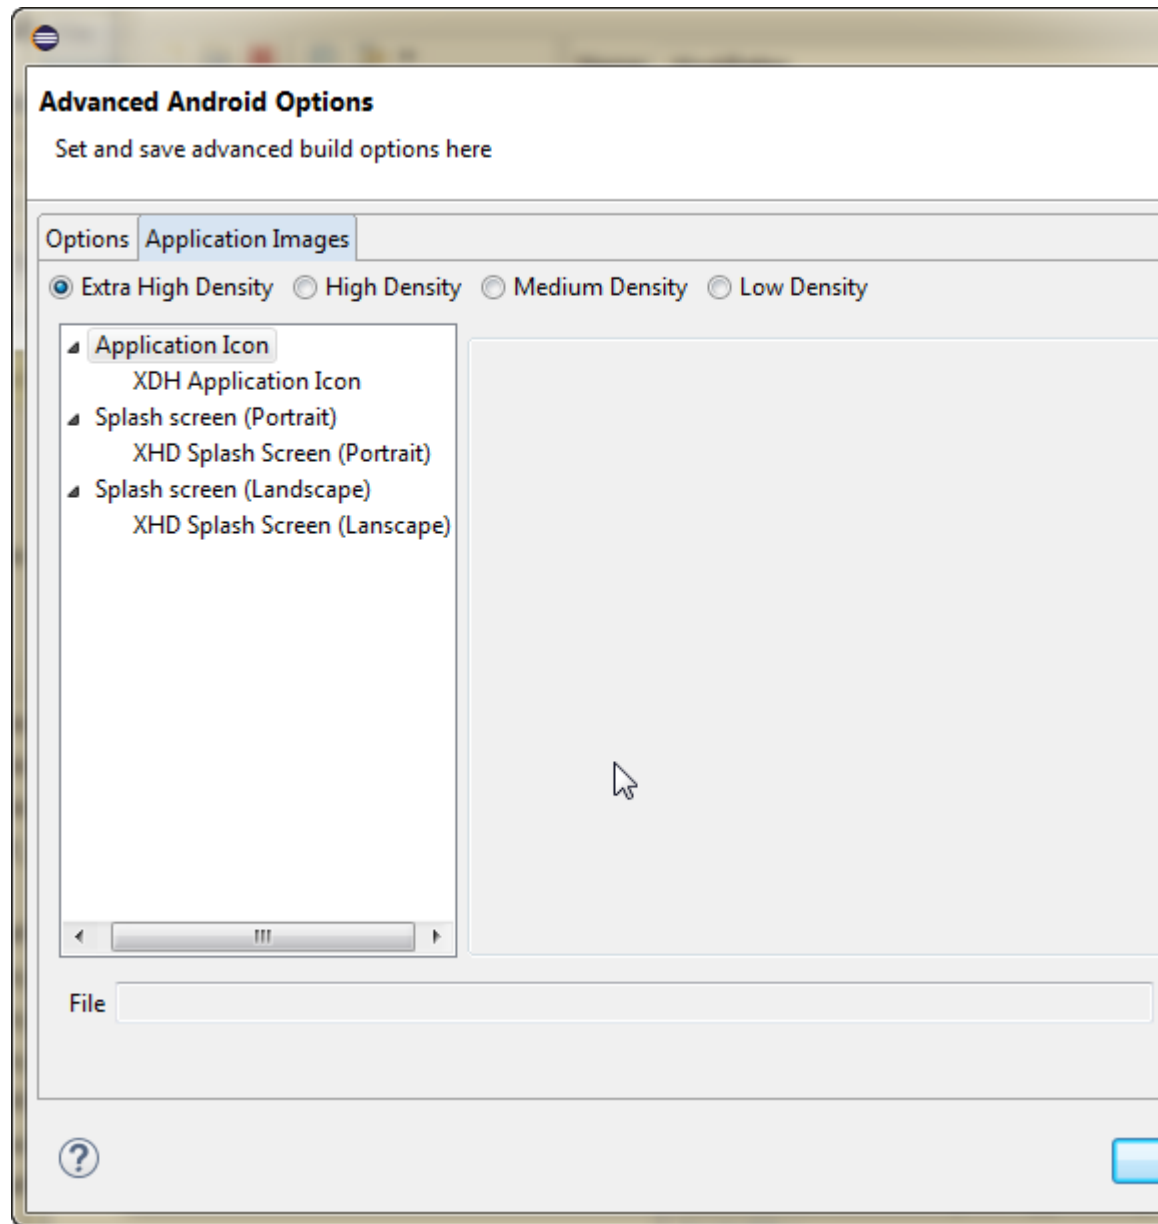 Advanced Android Options
Set and save advanced build options here
Options Application Images
Extra High Density High Density Medium Density Low Density
Application Icon
XDH Application Icon
Splash screen (Portrait)
XHD Splash Screen (Portrait)
Splash screen (Landscape)
XHD Splash Screen (Lanscape)
File
?